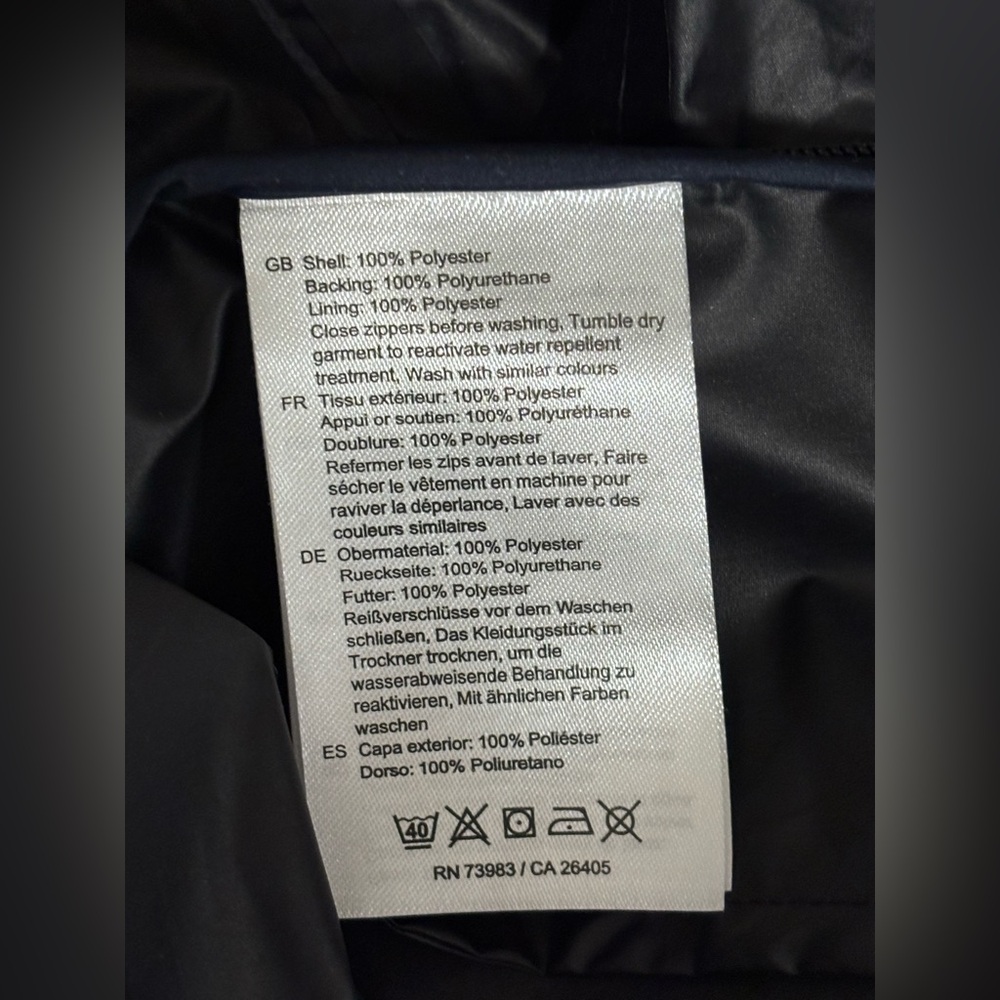 GB Shell: 100% Polyester
Backing: 100% Polyurethane
Lining: 100% Polyester
Close zippers before washing, Tumble dry
garment to reactivate water repellent
treatment, Wash with similar colours
FR Tissu extérieur: 100% Polyester
Appui or soutien: 100% Polyuréthane
Doublure: 100% Polyester
Refermer les zips avant de laver, Faire
sécher le vêtement en machine pour
raviver la déperlance, Laver avec des
couleurs similaires
DE Obermaterial: 100% Polyester
Rueckseite: 100% Polyurethane
Futter: 100% Polyester
Reißverschlüsse vor dem Waschen
schließen, Das Kleidungsstück im
Trockner trocknen, um die
wasserabweisende Behandlung zu
reaktivieren, Mit ähnlichen Farben
waschen
ES Capa exterior: 100% Poliéster
Dorso: 100% Poliuretano
40
RN 73983 / CA 26405